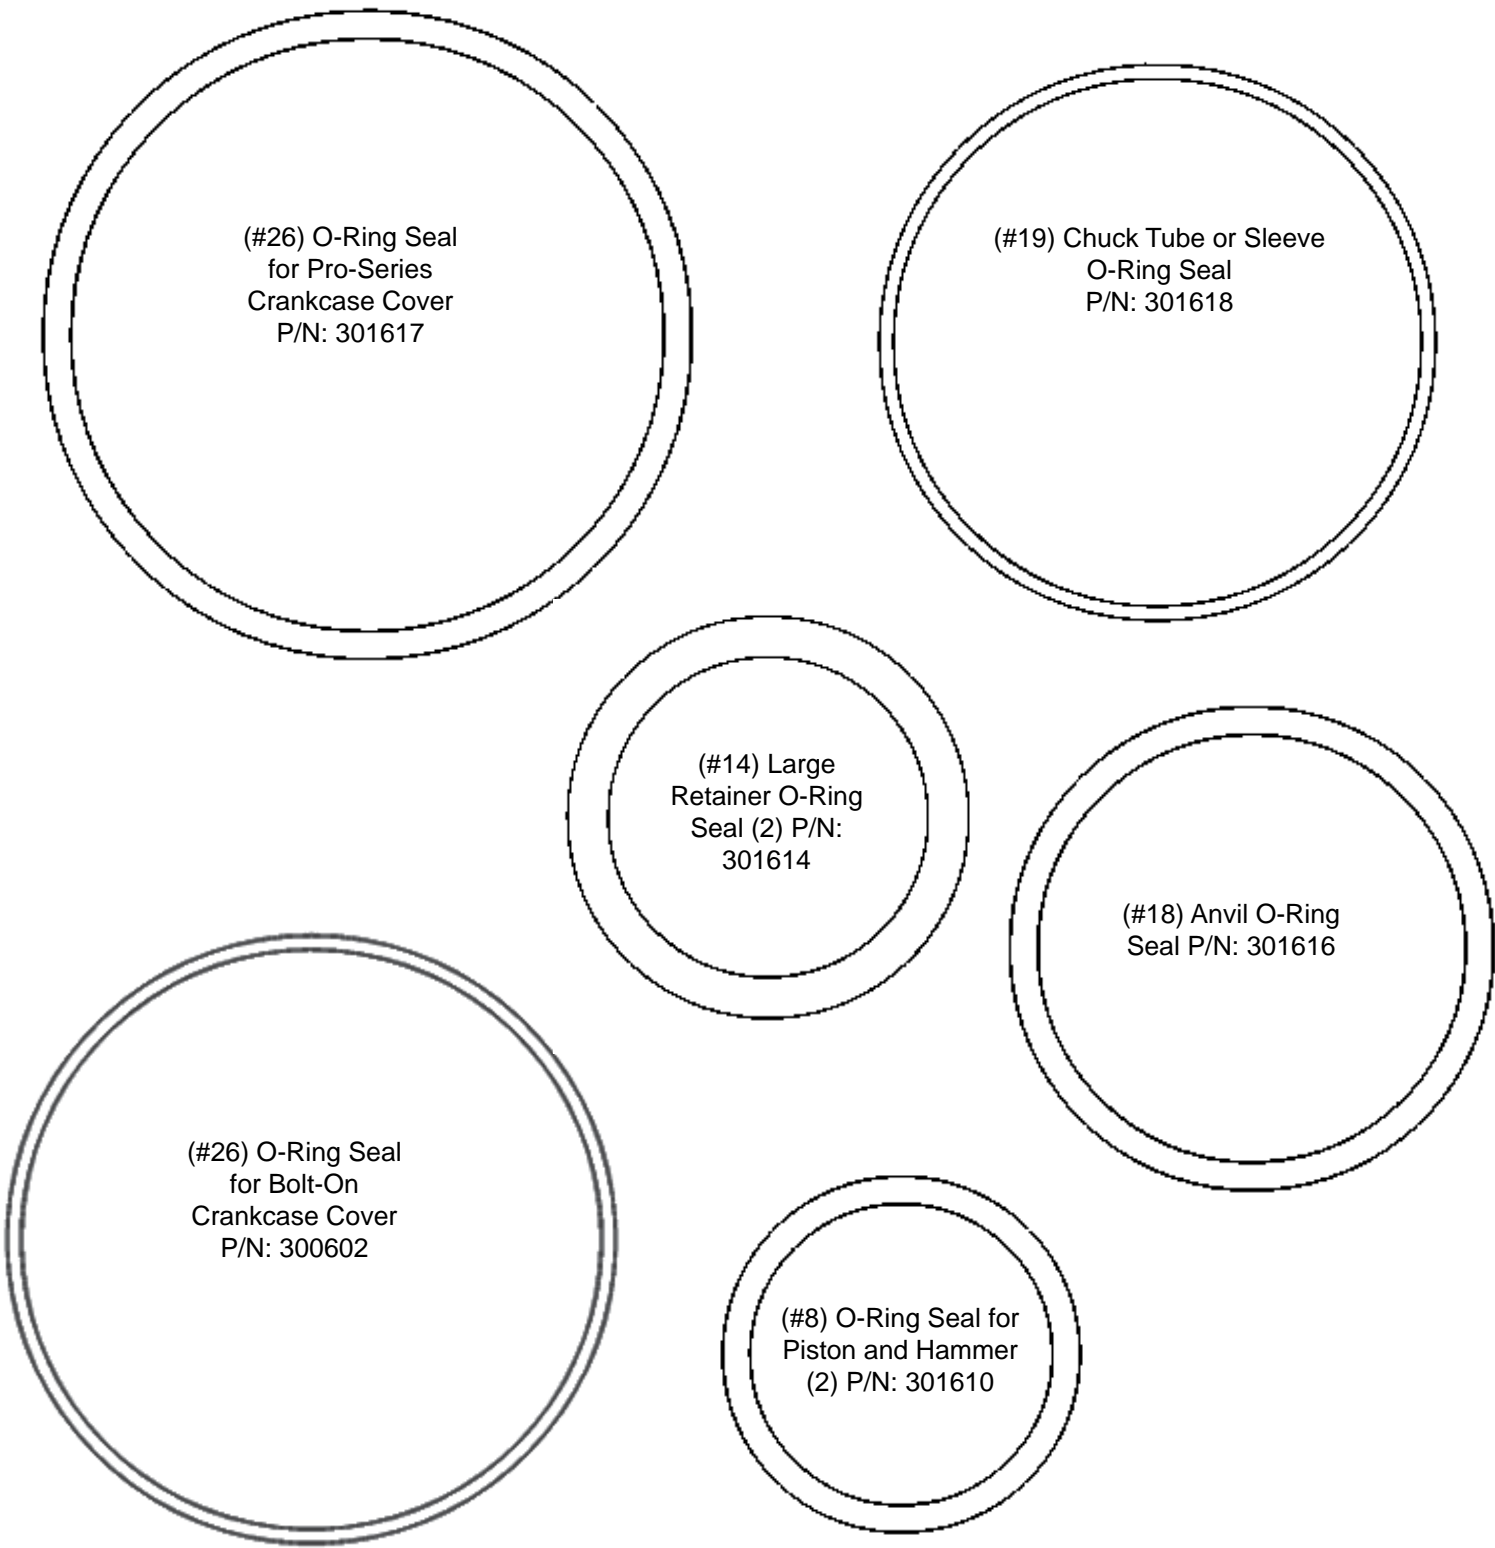 (#26) O-Ring Seal
for Pro-Series
Crankcase Cover
P/N: 301617
(#19) Chuck Tube or Sleeve
O-Ring Seal
P/N: 301618
(#14) Large
Retainer O-Ring
Seal (2) P/N:
301614
(#18) Anvil O-Ring
Seal P/N: 301616
(#26) O-Ring Seal
for Bolt-On
Crankcase Cover
P/N: 300602
(#8) O-Ring Seal for
Piston and Hammer
(2) P/N: 301610